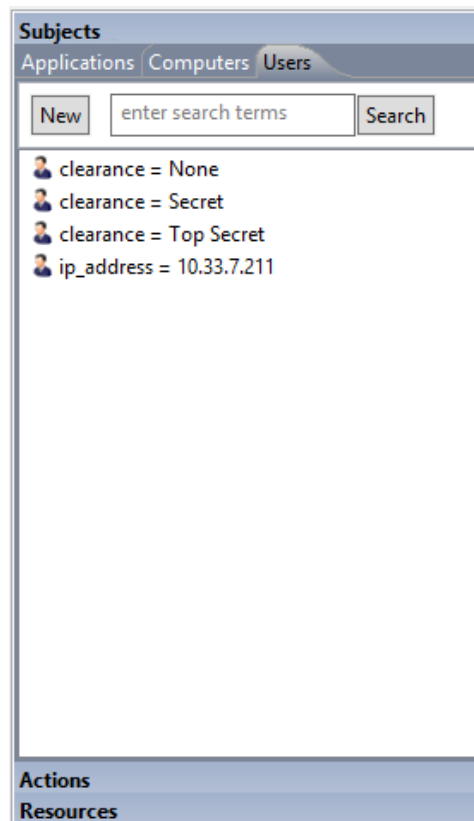 Subjects
Applications Computers Users
New enter search terms Search
clearance = None
clearance = Secret
clearance = Top Secret
ip_address = 10.33.7.211
Actions
Resources